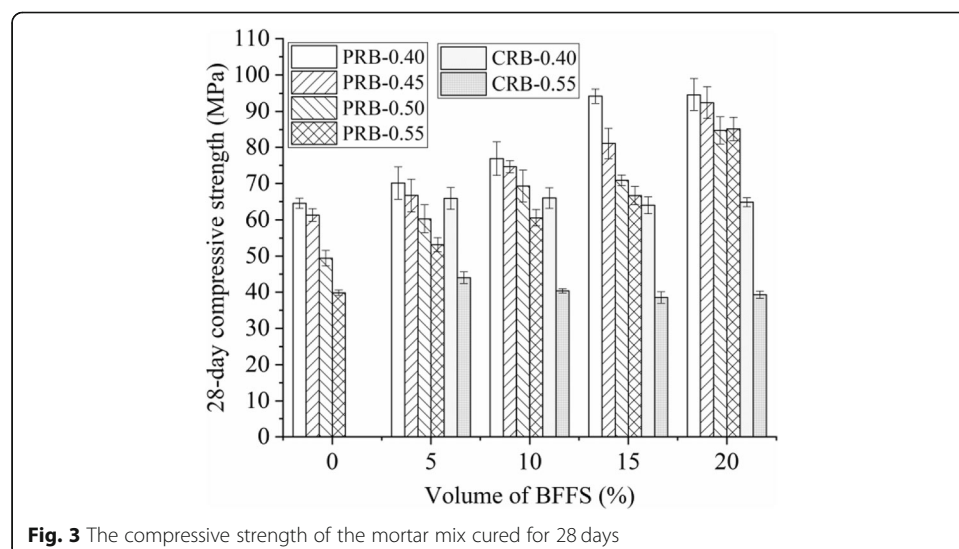 110
100
90
80
70
60
50
40
30
20
10
0
28-day compressive strength (MPa)
PRB-0.40
PRB-0.45
PRB-0.50
PRB-0.55
CRB-0.40
CRB-0.55
0 5 10 15 20
Volume of BFFS (%)
Fig. 3 The compressive strength of the mortar mix cured for 28 days